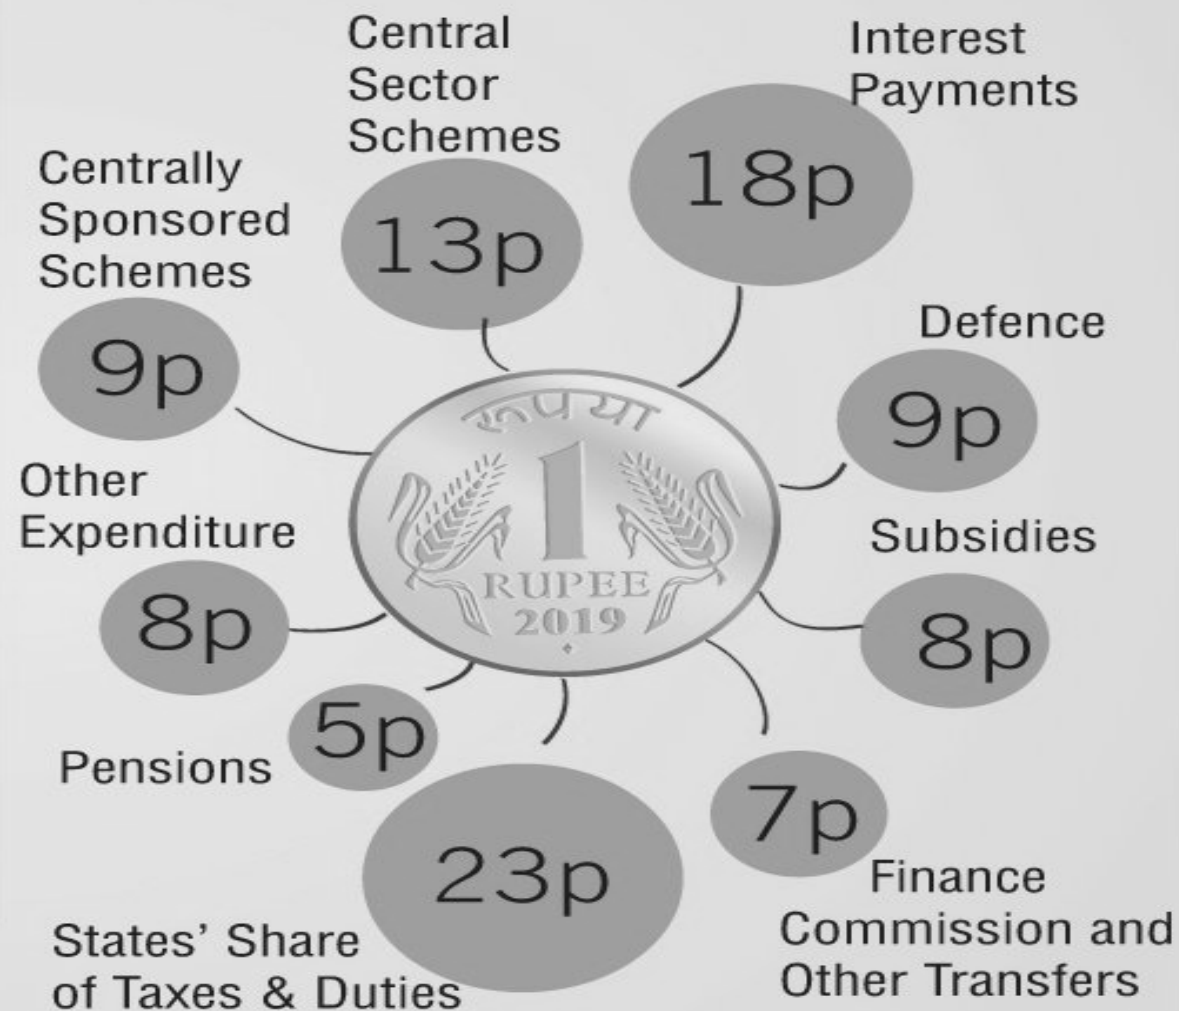 Central
Sector
Schemes
13p
Interest
Payments
18p
Centrally
Sponsored
Schemes
9p
Defence
9p
रुपया
1
RUPEE
2019
Other
Expenditure
8p
Subsidies
8p
Pensions
5p
23p
States’ Share
of Taxes & Duties
7p
Finance
Commission and
Other Transfers